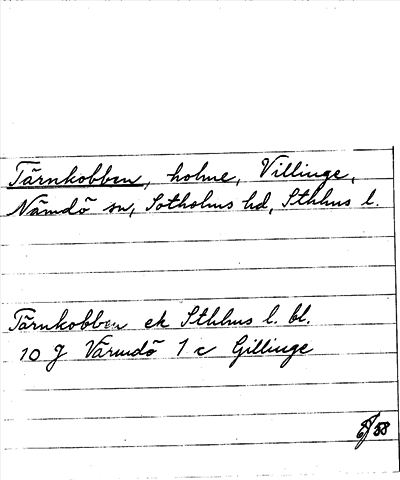 Tärnkobben, holme, Villinge,
Nämdö sn, Sotholms hd, Sthlms l.
Tärnkobben ek Sthlms l. bl.
10 J Värmdö 1 c Gillinge